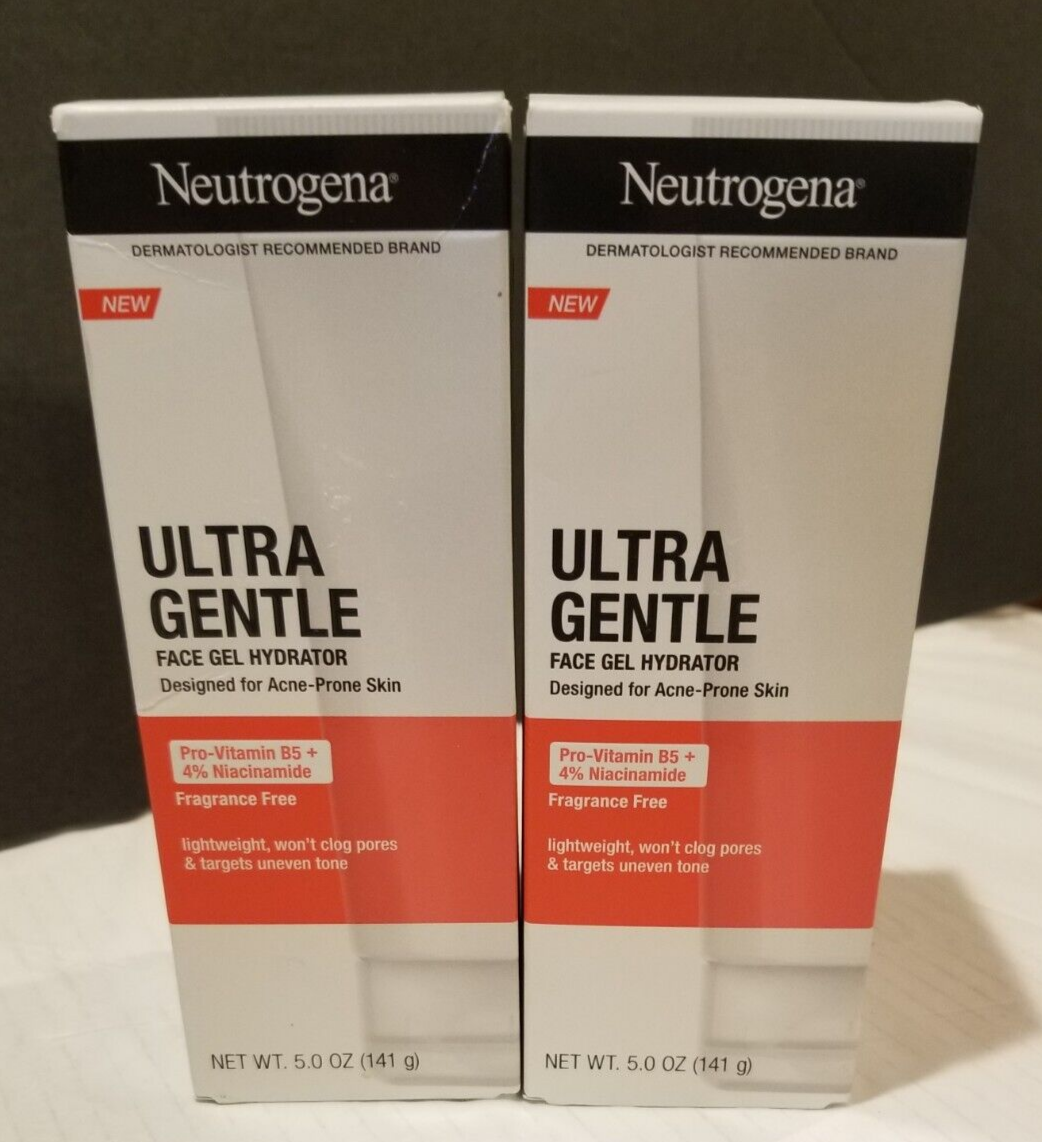 Neutrogena®
DERMATOLOGIST RECOMMENDED BRAND
NEW
ULTRA
GENTLE
FACE GEL HYDRATOR
Designed for Acne-Prone Skin
Pro-Vitamin B5 +
4% Niacinamide
Fragrance Free
lightweight, won't clog pores
& targets uneven tone
NET WT. 5.0 OZ (141 g)
Neutrogena®
DERMATOLOGIST RECOMMENDED BRAND
NEW
ULTRA
GENTLE
FACE GEL HYDRATOR
Designed for Acne-Prone Skin
Pro-Vitamin B5 +
4% Niacinamide
Fragrance Free
lightweight, won't clog pores
& targets uneven tone
NET WT. 5.0 OZ (141 g)